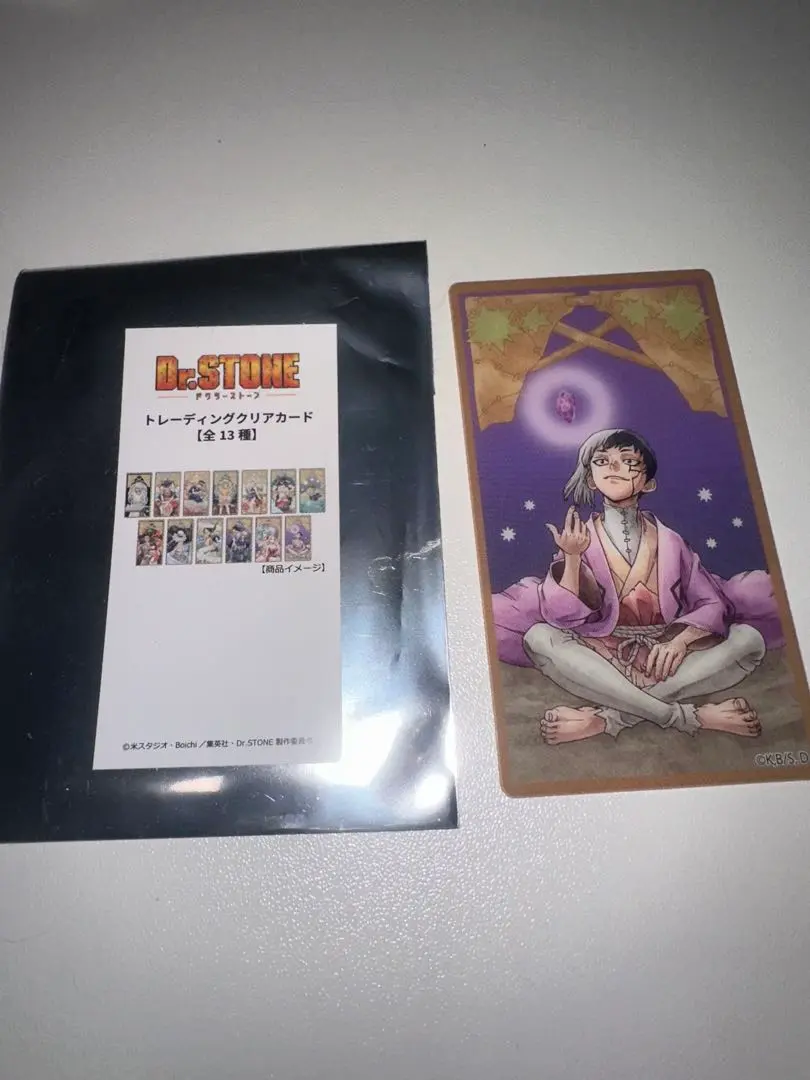 Dr.STONE
ドクターストーン
トレーディングクリアカード
【全13種】
【商品イメージ】
©米スタジオ・Boichi／集英社・Dr.STONE 製作委員会
©K,B/S, D